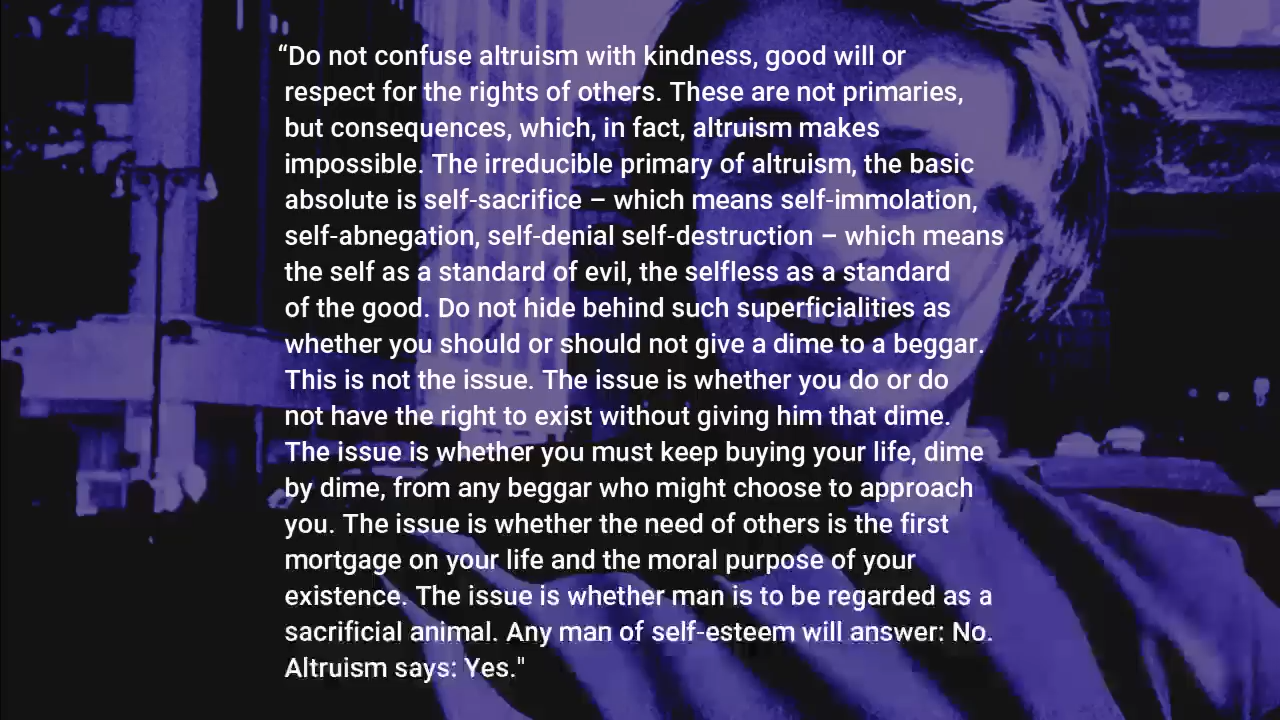 “Do not confuse altruism with kindness, good will or
respect for the rights of others. These are not primaries,
but consequences, which, in fact, altruism makes
impossible. The irreducible primary of altruism, the basic
absolute is self-sacrifice – which means self-immolation,
self-abnegation, self-denial self-destruction – which means
the self as a standard of evil, the selfless as a standard
of the good. Do not hide behind such superficialities as
whether you should or should not give a dime to a beggar.
This is not the issue. The issue is whether you do or do
not have the right to exist without giving him that dime.
The issue is whether you must keep buying your life, dime
by dime, from any beggar who might choose to approach
you. The issue is whether the need of others is the first
mortgage on your life and the moral purpose of your
existence. The issue is whether man is to be regarded as a
sacrificial animal. Any man of self-esteem will answer: No.
Altruism says: Yes."